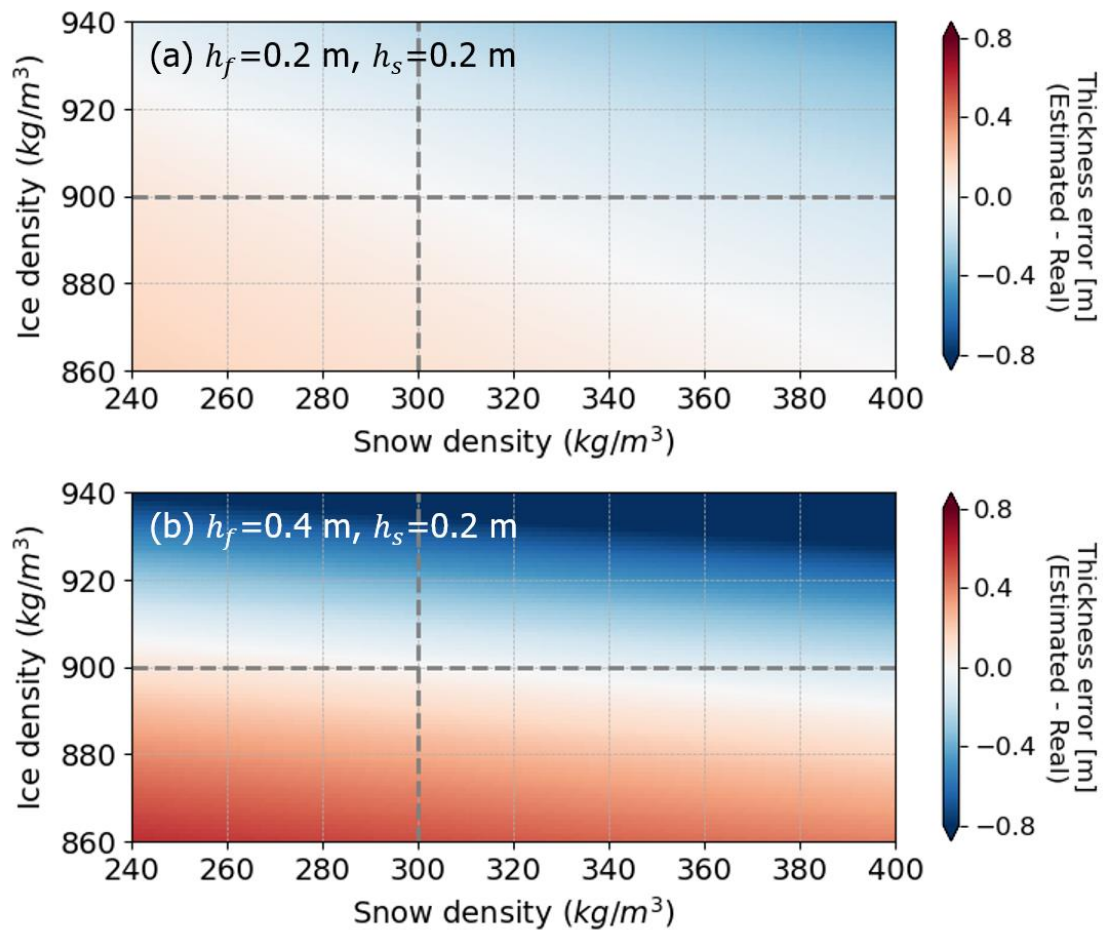 (a) h_f=0.2 m, h_s=0.2 m
940
920
900
880
860
Ice density (kg/m³)
240 260 280 300 320 340 360 380 400
Snow density (kg/m³)
0.8
0.4
0.0
−0.4
−0.8
Thickness error [m]
(Estimated - Real)
(b) h_f=0.4 m, h_s=0.2 m
940
920
900
880
860
Ice density (kg/m³)
240 260 280 300 320 340 360 380 400
Snow density (kg/m³)
0.8
0.4
0.0
−0.4
−0.8
Thickness error [m]
(Estimated - Real)